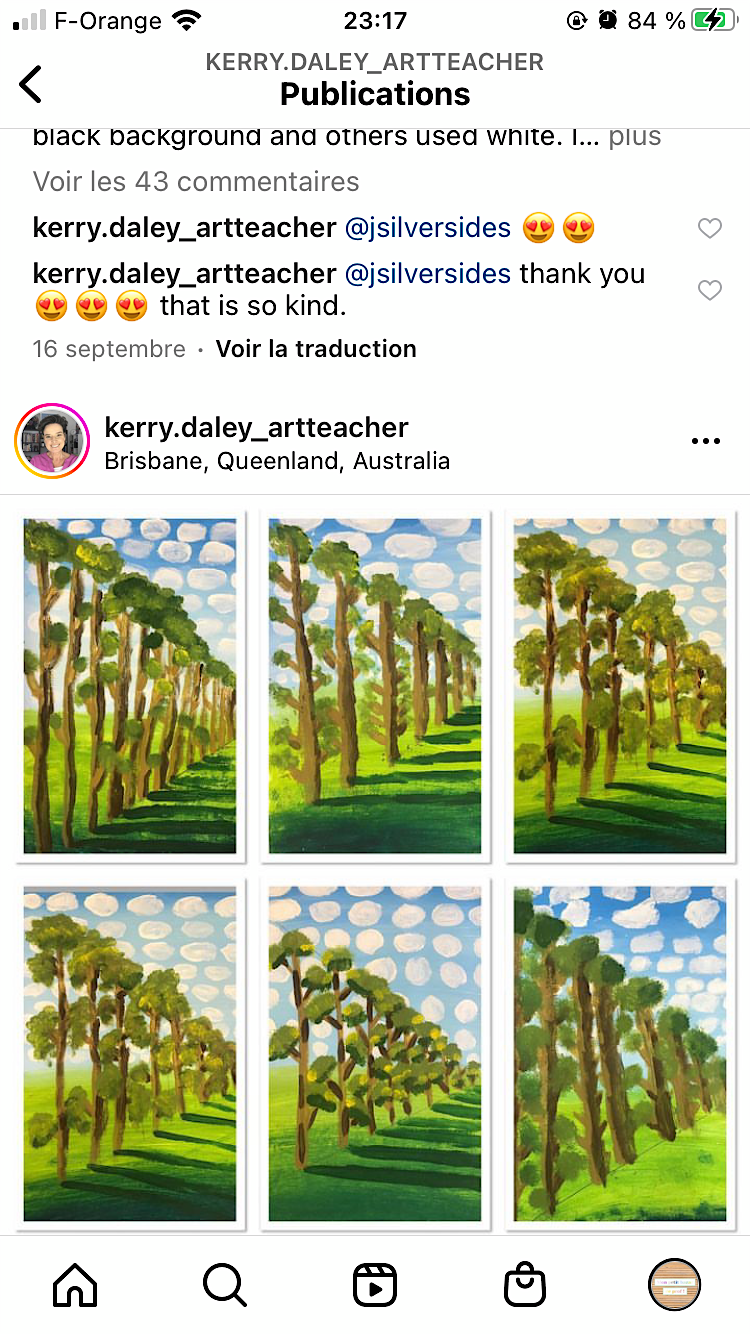 F-Orange 23:17 84 %
KERRY.DALEY_ARTTEACHER
Publications
black background and others used white. I... plus
Voir les 43 commentaires
kerry.daley_artteacher @jsilversides 😍😍
kerry.daley_artteacher @jsilversides thank you
😍😍😍 that is so kind.
16 septembre · Voir la traduction
kerry.daley_artteacher
Brisbane, Queenland, Australia